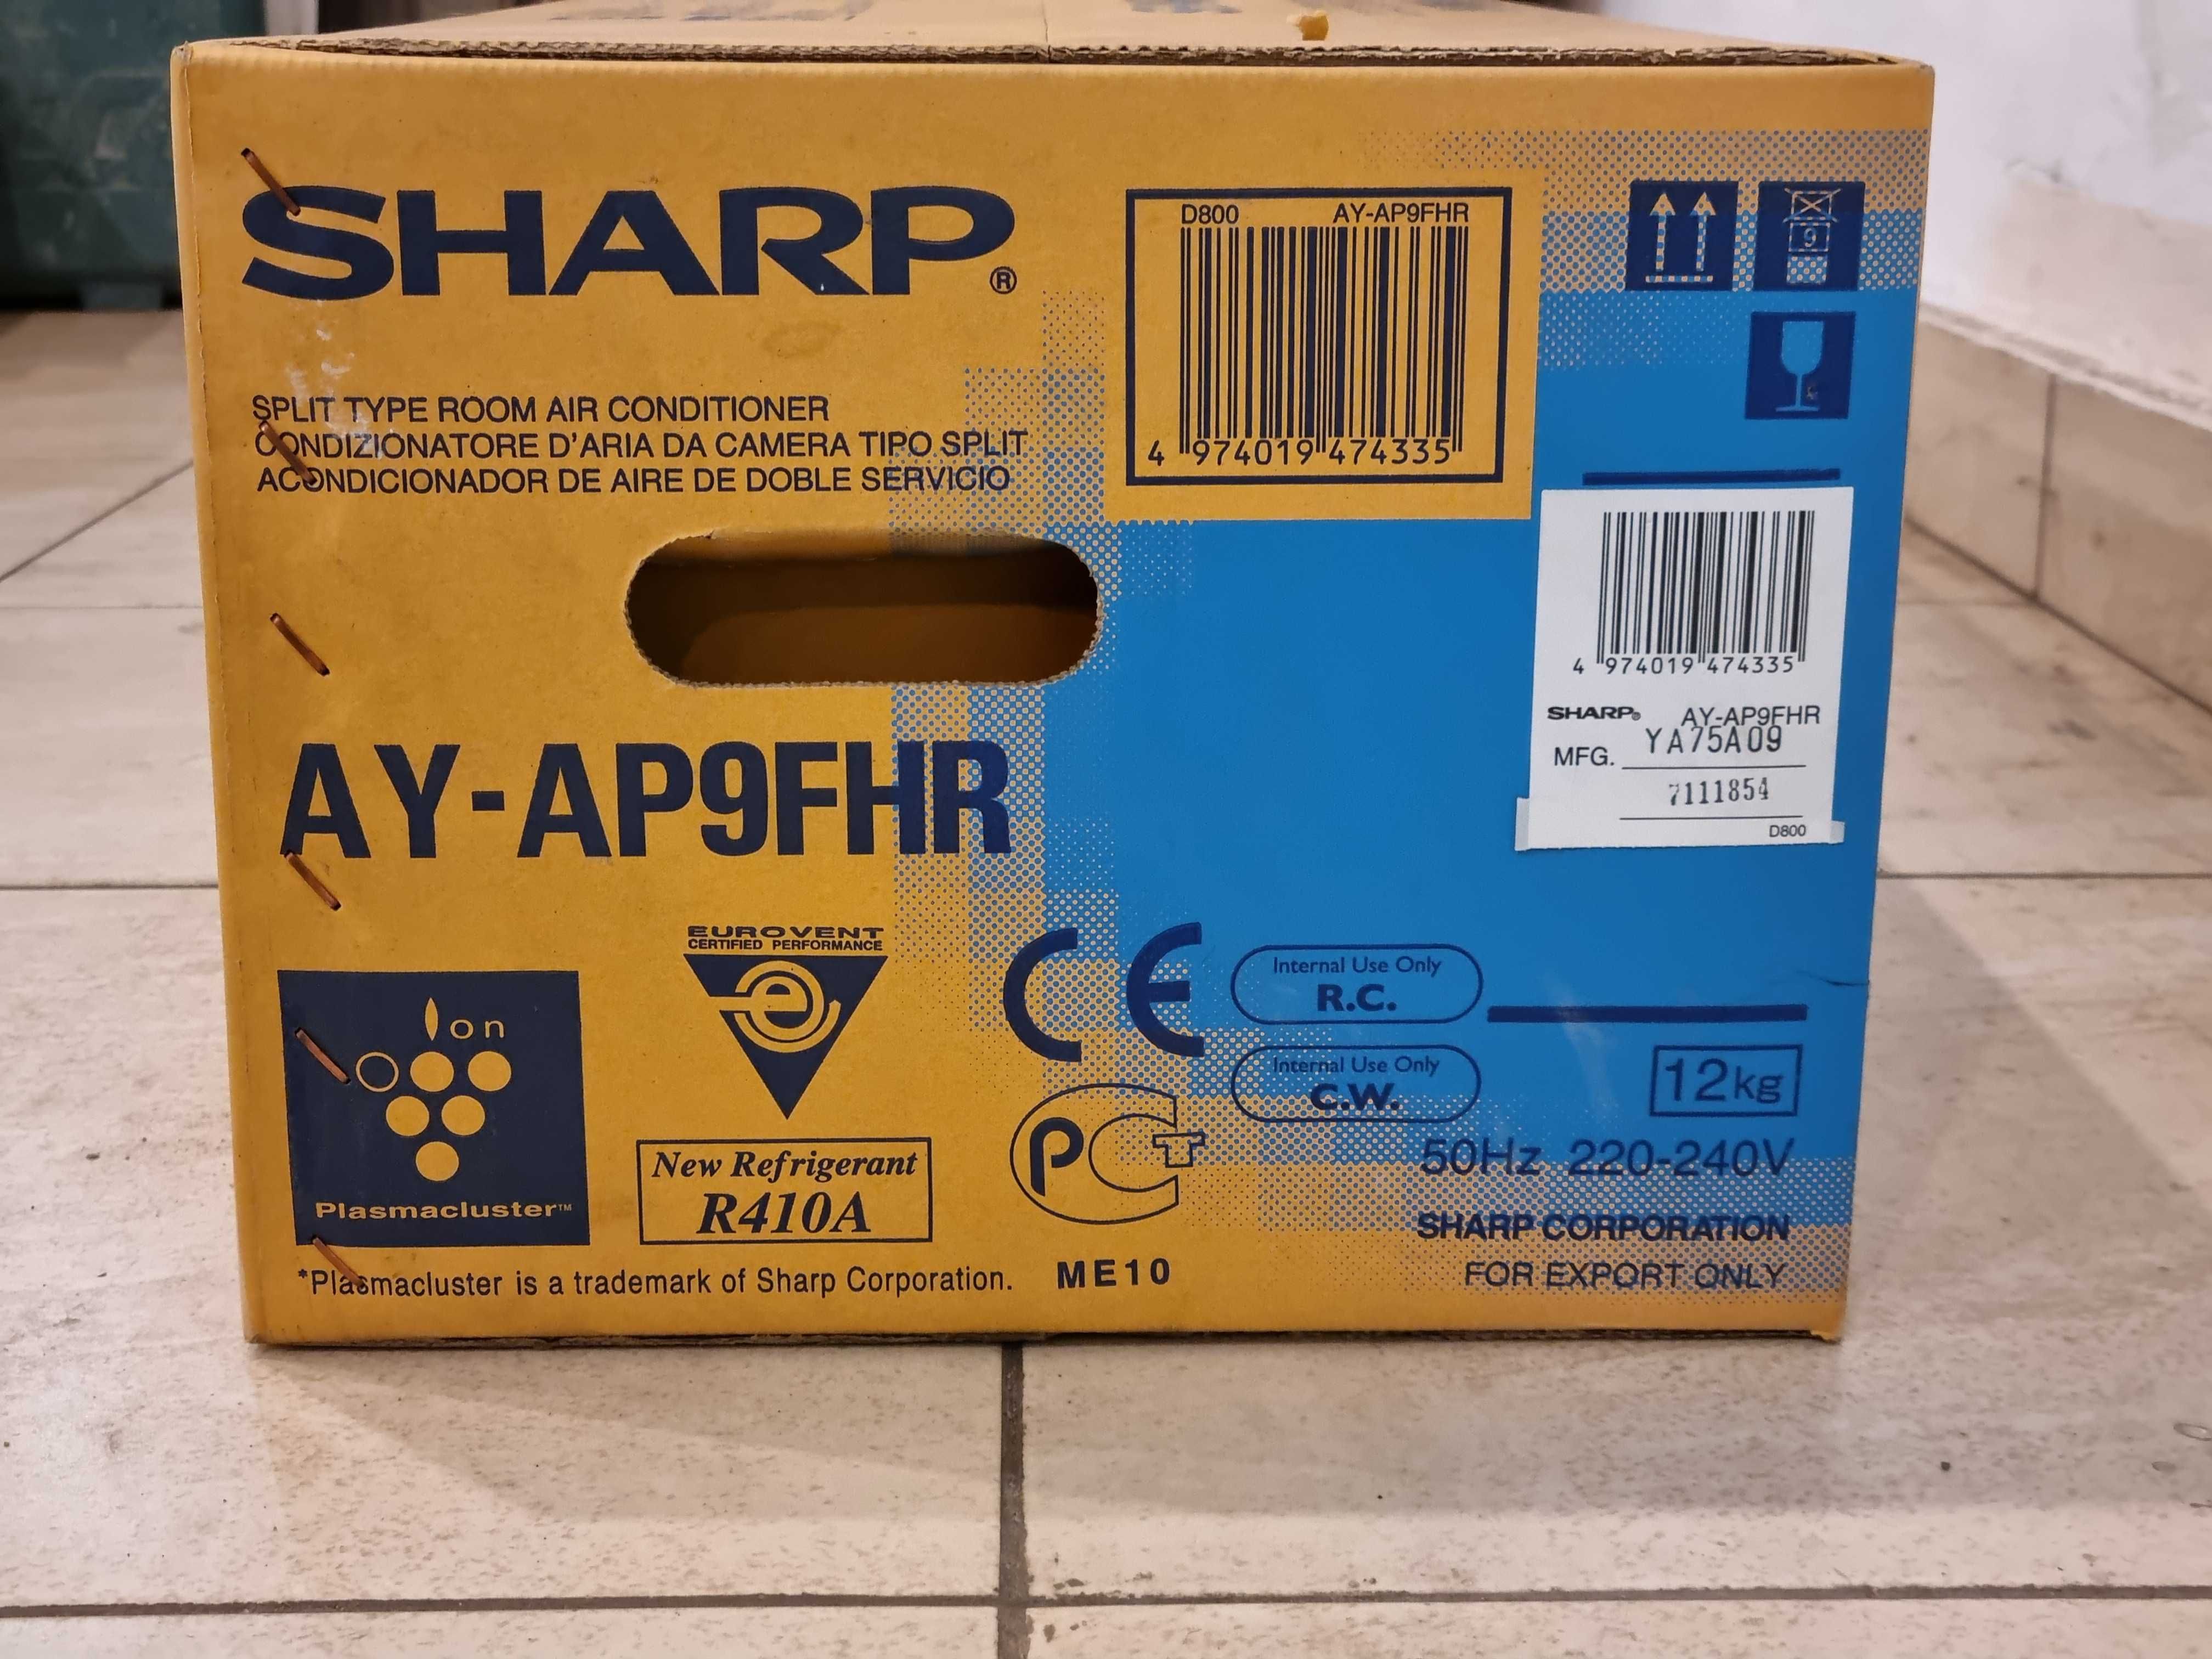 SHARP®
SPLIT TYPE ROOM AIR CONDITIONER
CONDIZIONATORE D'ARIA DA CAMERA TIPO SPLIT
ACONDICIONADOR DE AIRE DE DOBLE SERVICIO
D800 AY-AP9FHR
4 974019 474335
9
4 974019 474335
SHARP® AY-AP9FHR
MFG. YA75A09
7111854
D800
AY-AP9FHR
EUROVENT
CERTIFIED PERFORMANCE
e
CE
Internal Use Only
R.C.
Internal Use Only
C.W.
Ion
Plasmacluster™
New Refrigerant
R410A
PCT
12kg
50Hz 220-240V
SHARP CORPORATION
FOR EXPORT ONLY
*Plasmacluster is a trademark of Sharp Corporation.
ME10